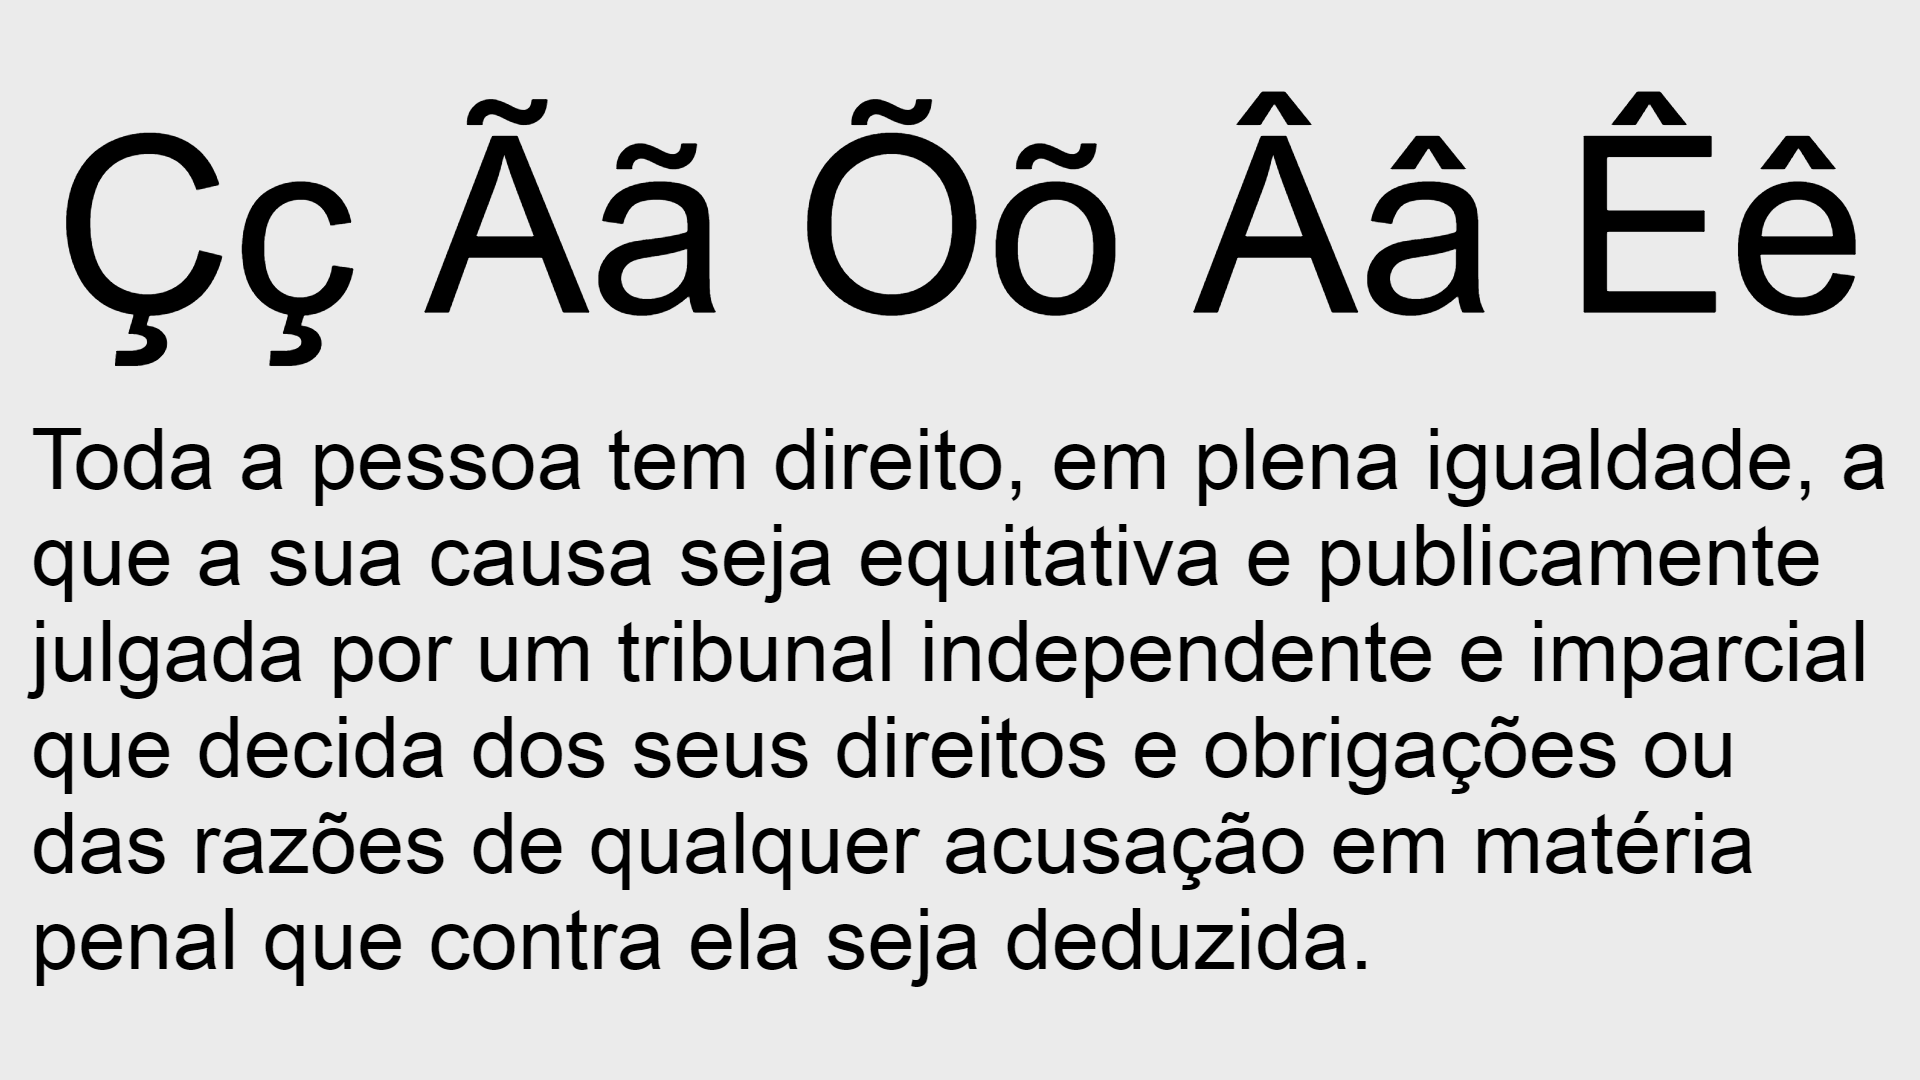 Çç Ãã Õõ Ââ Êê
Toda a pessoa tem direito, em plena igualdade, a
que a sua causa seja equitativa e publicamente
julgada por um tribunal independente e imparcial
que decida dos seus direitos e obrigações ou
das razões de qualquer acusação em matéria
penal que contra ela seja deduzida.